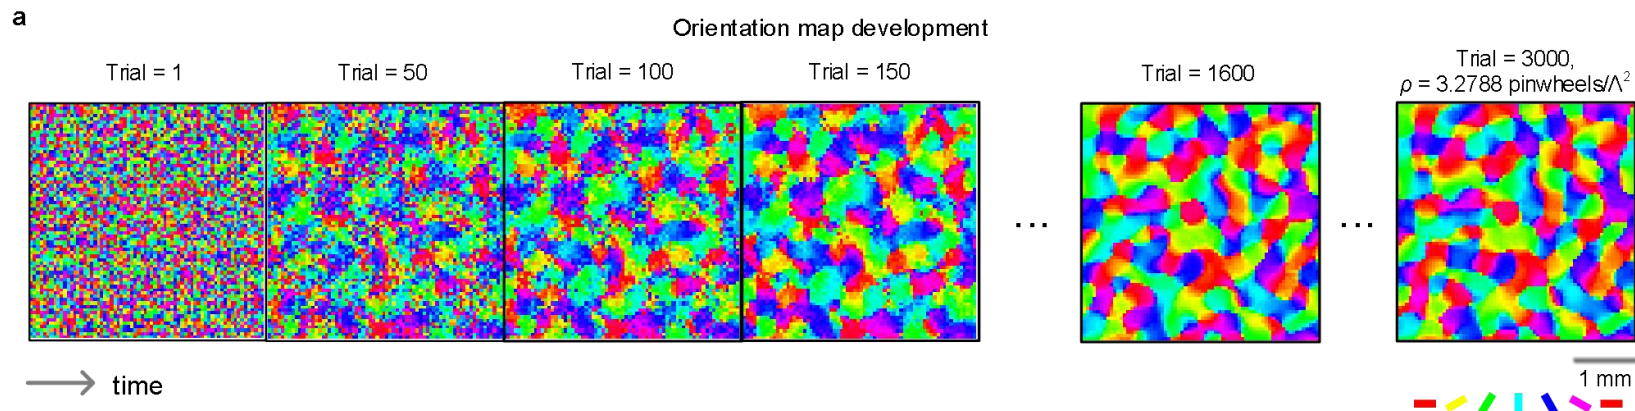 a
Orientation map development
Trial = 1
Trial = 50
Trial = 100
Trial = 150
Trial = 1600
Trial = 3000,
ρ = 3.2788 pinwheels/Λ²
...
...
time
1 mm